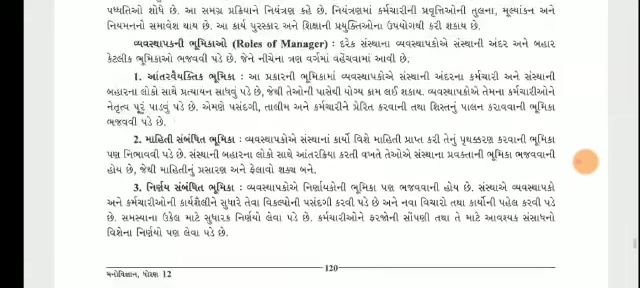 પધ્ધતિઓ શોધે છે. આ સમગ્ર પ્રક્રિયાને નિયંત્રણ કહે છે. નિયંત્રણમાં કર્મચારીની પ્રવૃત્તિઓની તુલના, મૂલ્યાંકન અને
નિયમનનો સમાવેશ થાય છે. આ કાર્ય પુરસ્કાર અને શિક્ષાની પ્રયુક્તિઓના ઉપયોગથી કરી શકાય છે.
વ્યવસ્થાપકની ભૂમિકાઓ (Roles of Manager) : દરેક સંસ્થાના વ્યવસ્થાપકોએ સંસ્થાની અંદર અને બહાર
કેટલીક ભૂમિકાઓ ભજવવી પડે છે. જેને નીચેના ત્રણ વર્ગમાં વહેંચવામાં આવી છે.
1. આંતરવૈયક્તિક ભૂમિકા : આ પ્રકારની ભૂમિકામાં વ્યવસ્થાપકોએ સંસ્થાની અંદરના કર્મચારી અને સંસ્થાની
બહારના લોકો સાથે પ્રત્યાયન સાધવું પડે છે, જેથી તેઓની પાસેથી યોગ્ય કામ લઈ શકાય. વ્યવસ્થાપકોએ તેમના કર્મચારીઓને
નેતૃત્વ પૂરું પાડવું પડે છે. એમણે પસંદગી, તાલીમ અને કર્મચારીને પ્રેરિત કરવાની તથા શિસ્તનું પાલન કરાવવાની ભૂમિકા
ભજવવી પડે છે.
2. માહિતી સંબંધિત ભૂમિકા : વ્યવસ્થાપકોએ સંસ્થાનાં કાર્યો વિશે માહિતી પ્રાપ્ત કરી તેનું પૃથક્કરણ કરવાની ભૂમિકા
પણ નિભાવવી પડે છે. સંસ્થાની બહારના લોકો સાથે આંતરક્રિયા કરતી વખતે તેઓએ સંસ્થાના પ્રવક્તાની ભૂમિકા ભજવવાની
હોય છે, જેથી માહિતીનું પ્રસારણ અને ફેલાવો શક્ય બને.
3. નિર્ણય સંબંધિત ભૂમિકા : વ્યવસ્થાપકોએ નિર્ણાયકોની ભૂમિકા પણ ભજવવાની હોય છે. સંસ્થાએ વ્યવસ્થાપકો
અને કર્મચારીઓની કાર્યશૈલીને સુધારે તેવા વિકલ્પોની પસંદગી કરવી પડે છે અને નવા વિચારો તથા કાર્યોની પહેલ કરવી પડે
છે. સમસ્યાના ઉકેલ માટે સુધારક નિર્ણયો લેવા પડે છે. કર્મચારીઓને ફરજોની સોંપણી તથા તે માટે આવશ્યક સંસાધનો
વિશેના નિર્ણયો પણ લેવા પડે છે.
120
મનોવિજ્ઞાન, ધોરણ 12